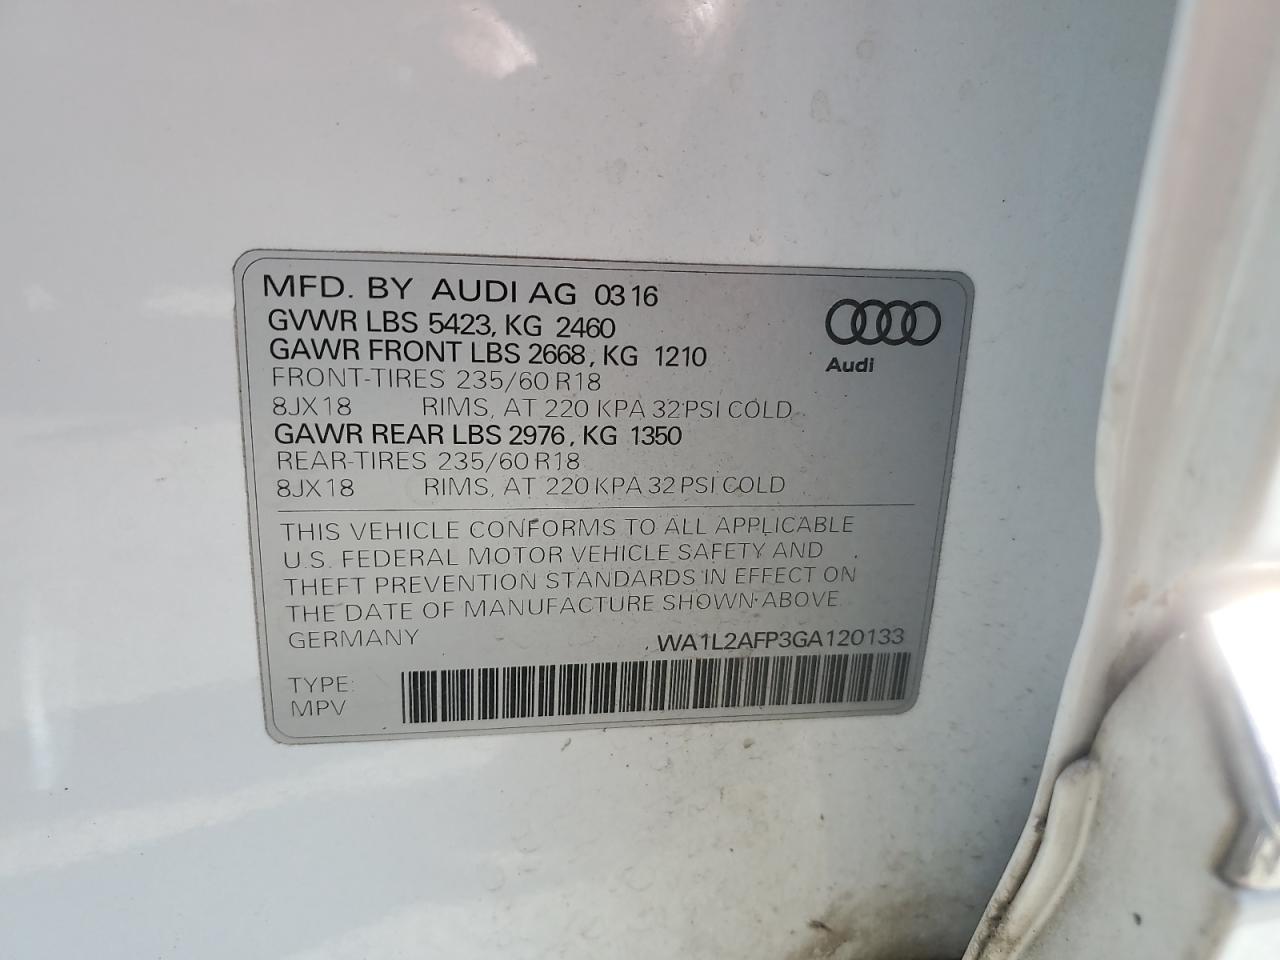 MFD. BY AUDI AG 0316
GVWR LBS 5423, KG 2460
GAWR FRONT LBS 2668, KG 1210
FRONT-TIRES 235/60 R18
8JX18 RIMS, AT 220 KPA 32 PSI COLD
GAWR REAR LBS 2976, KG 1350
REAR-TIRES 235/60 R18
8JX18 RIMS, AT 220 KPA 32 PSI COLD
Audi
THIS VEHICLE CONFORMS TO ALL APPLICABLE
U.S. FEDERAL MOTOR VEHICLE SAFETY AND
THEFT PREVENTION STANDARDS IN EFFECT ON
THE DATE OF MANUFACTURE SHOWN ABOVE.
GERMANY WA1L2AFP3GA120133
TYPE:
MPV